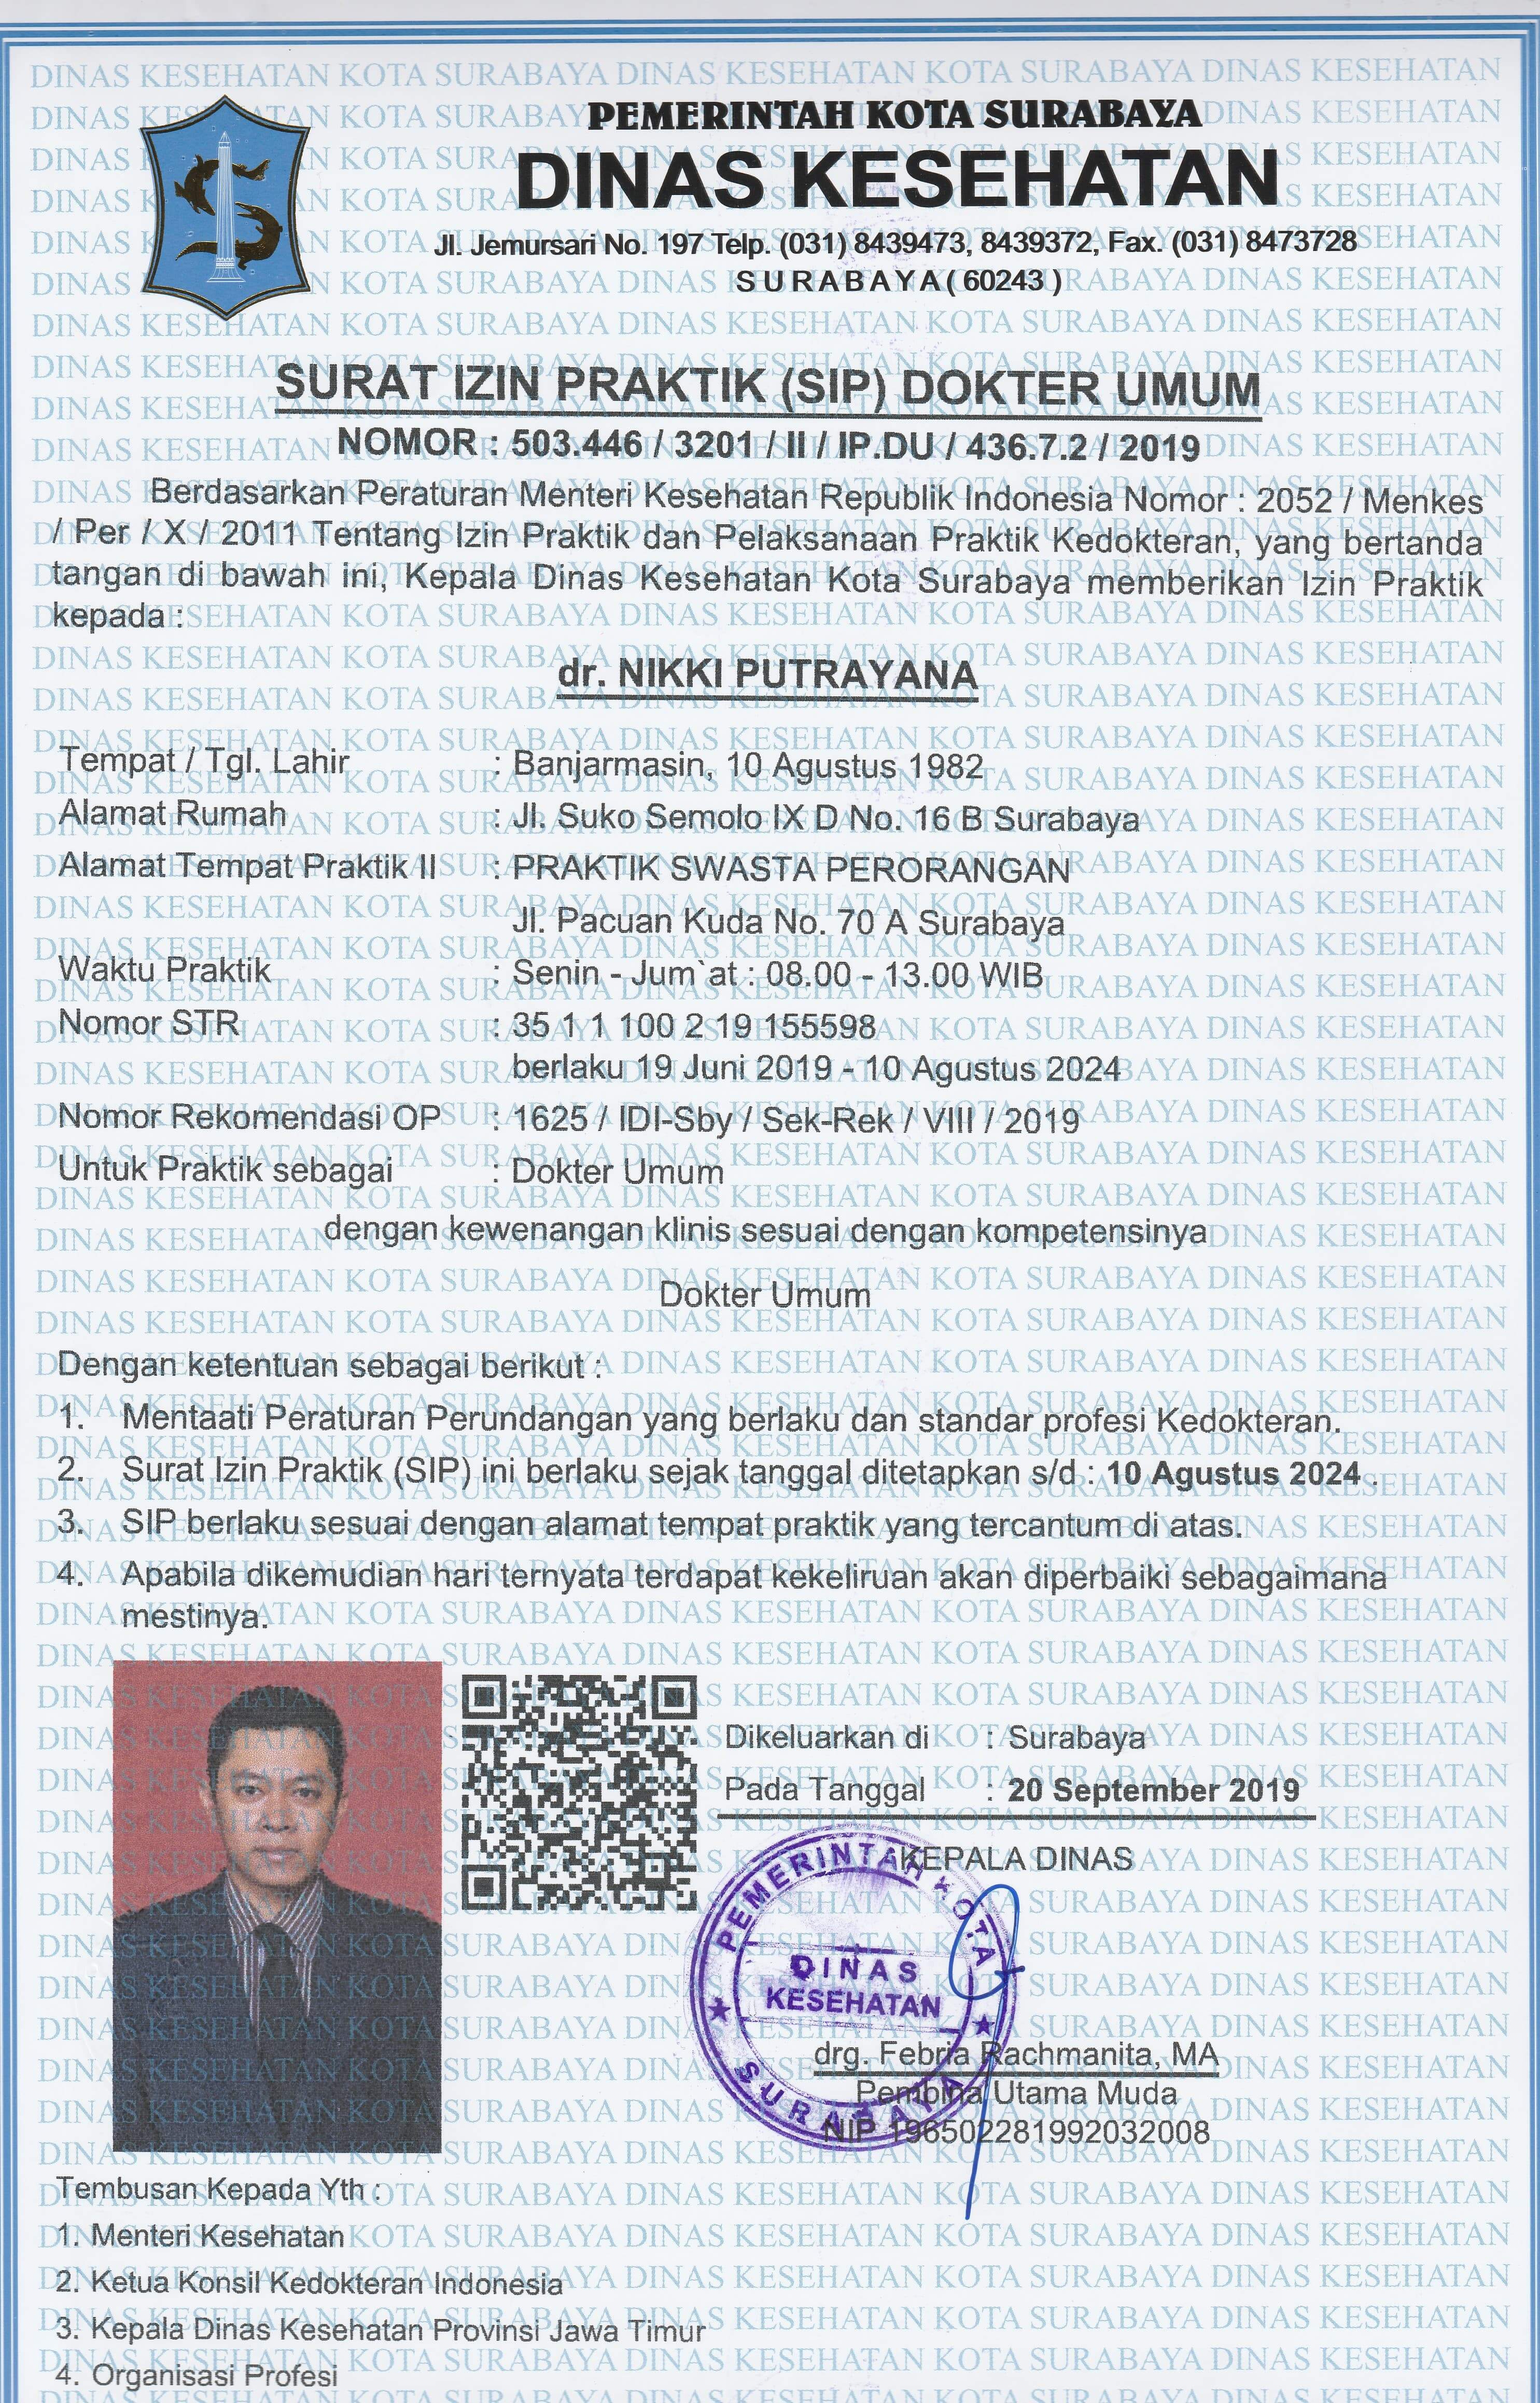 PEMERINTAH KOTA SURABAYA
DINAS KESEHATAN
Jl. Jemursari No. 197 Telp. (031) 8439473, 8439372, Fax. (031) 8473728
S U R A B A Y A ( 60243 )
SURAT IZIN PRAKTIK (SIP) DOKTER UMUM
NOMOR : 503.446 / 3201 / II / IP.DU / 436.7.2 / 2019
Berdasarkan Peraturan Menteri Kesehatan Republik Indonesia Nomor : 2052 / Menkes
/ Per / X / 2011 Tentang Izin Praktik dan Pelaksanaan Praktik Kedokteran, yang bertanda
tangan di bawah ini, Kepala Dinas Kesehatan Kota Surabaya memberikan Izin Praktik
kepada :
dr. NIKKI PUTRAYANA
Tempat / Tgl. Lahir : Banjarmasin, 10 Agustus 1982
Alamat Rumah : Jl. Suko Semolo IX D No. 16 B Surabaya
Alamat Tempat Praktik II : PRAKTIK SWASTA PERORANGAN
Jl. Pacuan Kuda No. 70 A Surabaya
Waktu Praktik : Senin - Jum`at : 08.00 - 13.00 WIB
Nomor STR : 35 1 1 100 2 19 155598
berlaku 19 Juni 2019 - 10 Agustus 2024
Nomor Rekomendasi OP : 1625 / IDI-Sby / Sek-Rek / VIII / 2019
Untuk Praktik sebagai : Dokter Umum
dengan kewenangan klinis sesuai dengan kompetensinya
Dokter Umum
Dengan ketentuan sebagai berikut :
1. Mentaati Peraturan Perundangan yang berlaku dan standar profesi Kedokteran.
2. Surat Izin Praktik (SIP) ini berlaku sejak tanggal ditetapkan s/d : 10 Agustus 2024 .
3. SIP berlaku sesuai dengan alamat tempat praktik yang tercantum di atas.
4. Apabila dikemudian hari ternyata terdapat kekeliruan akan diperbaiki sebagaimana
mestinya.
Dikeluarkan di : Surabaya
Pada Tanggal : 20 September 2019
KEPALA DINAS
PEMERINTAH KOTA
DINAS
KESEHATAN
SURABAYA
drg. Febria Rachmanita, MA
Pembina Utama Muda
NIP 196502281992032008
Tembusan Kepada Yth :
1. Menteri Kesehatan
2. Ketua Konsil Kedokteran Indonesia
3. Kepala Dinas Kesehatan Provinsi Jawa Timur
4. Organisasi Profesi